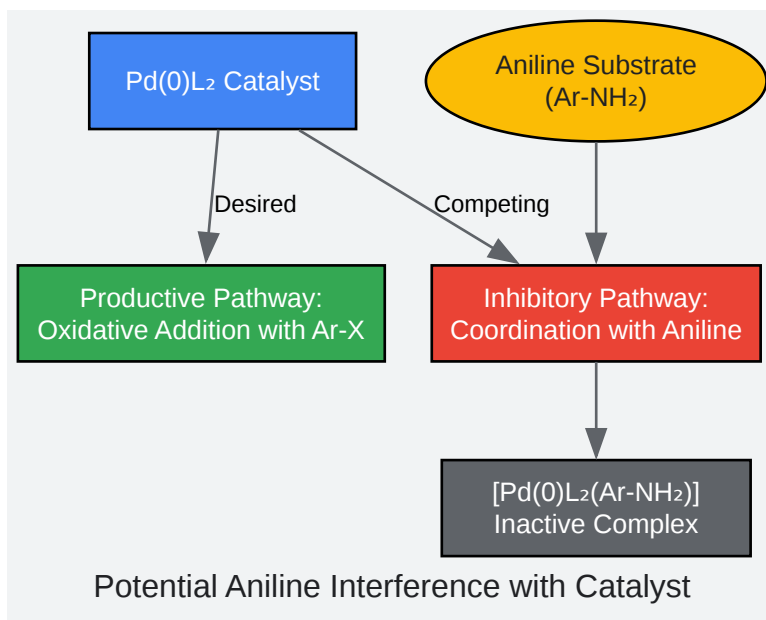 Pd(0)L₂ Catalyst
Aniline Substrate
(Ar-NH₂)
Desired
Competing
Productive Pathway:
Oxidative Addition with Ar-X
Inhibitory Pathway:
Coordination with Aniline
[Pd(0)L₂(Ar-NH₂)]
Inactive Complex
Potential Aniline Interference with Catalyst